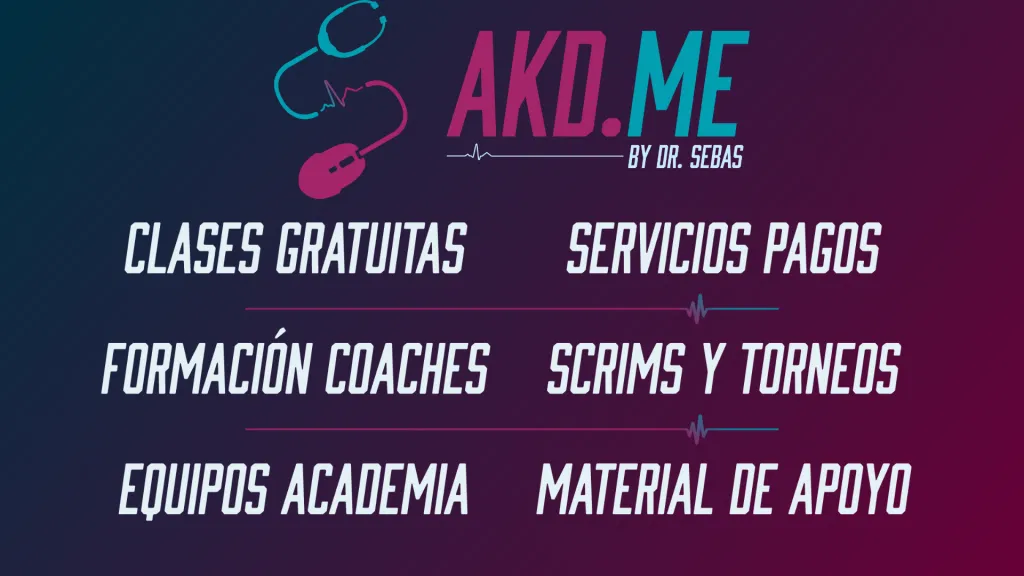 AKD.ME
BY DR. SEBAS
CLASES GRATUITAS
SERVICIOS PAGOS
FORMACIÓN COACHES
SCRIMS Y TORNEOS
EQUIPOS ACADEMIA
MATERIAL DE APOYO